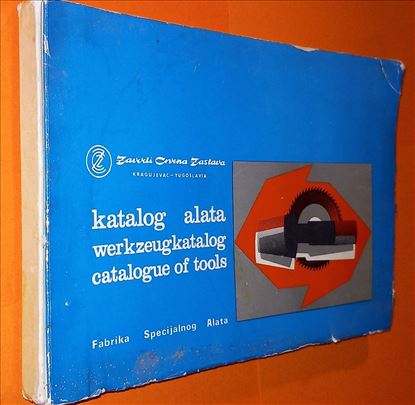 Zavodi Crvena Zastava
KRAGUJEVAC-YUGOSLAVIA
katalog alata
werkzeugkatalog
catalogue of tools
Fabrika Specijalnog Alata